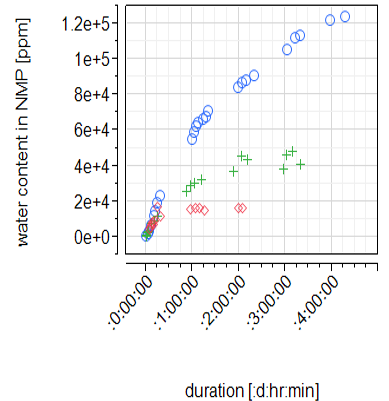 water content in NMP [ppm]
1.2e+5
1e+5
8e+4
6e+4
4e+4
2e+4
0e+0
:0:00:00
:1:00:00
:2:00:00
:3:00:00
:4:00:00
duration [:d:hr:min]